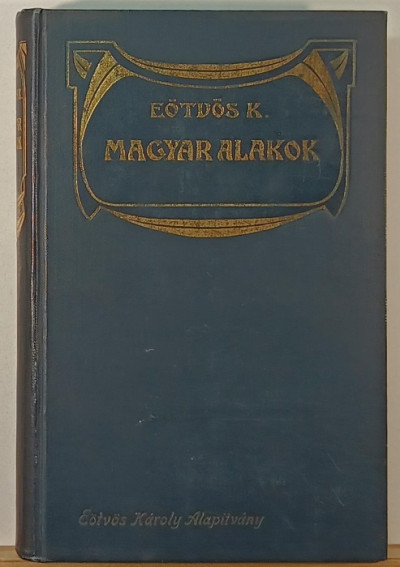 EÖTVÖS K.
MAGYAR ALAKOK
Eötvös Károly Alapítvány